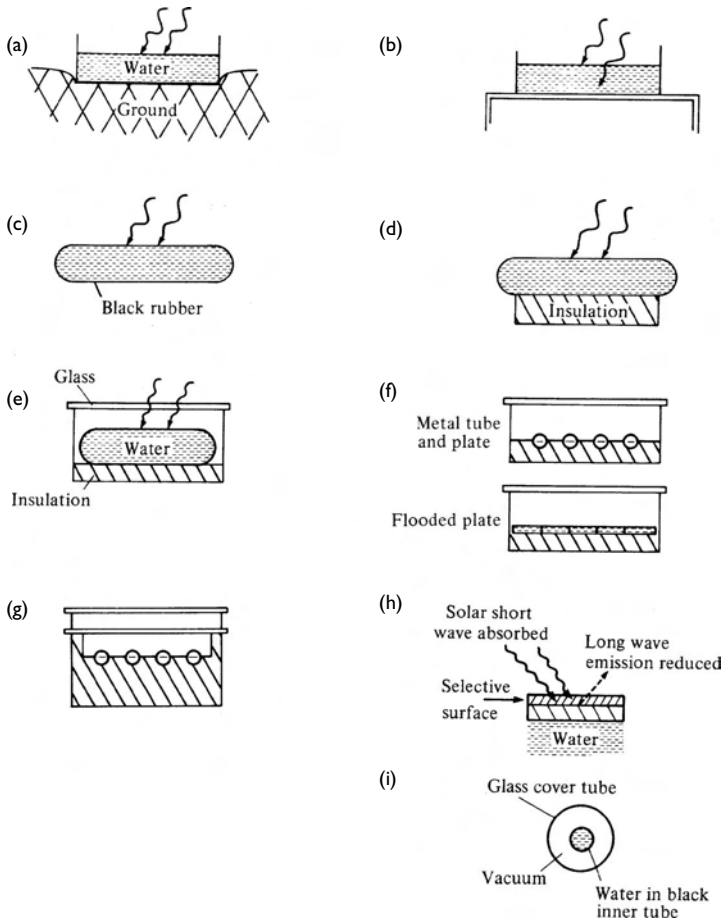 (a)
Water
Ground
(b)
(c)
Black rubber
(d)
Insulation
(e)
Glass
Water
Insulation
(f)
Metal tube
and plate
Flooded plate
(g)
(h)
Solar short
wave absorbed
Long wave
emission reduced
Selective
surface
Water
(i)
Glass cover tube
Vacuum
Water in black
inner tube